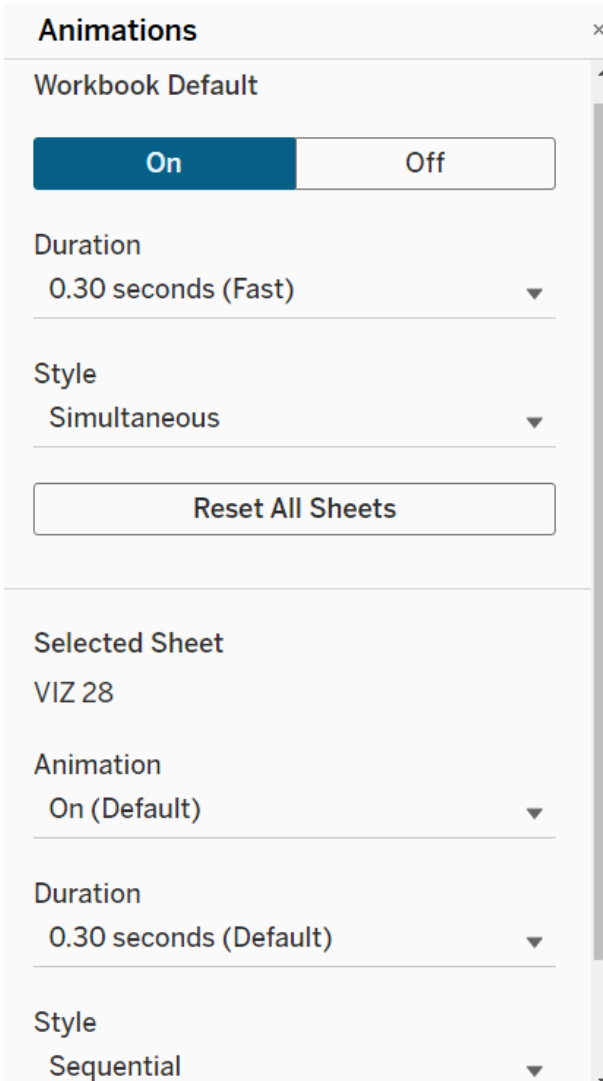 Animations
Workbook Default
On Off
Duration
0.30 seconds (Fast)
Style
Simultaneous
Reset All Sheets
Selected Sheet
VIZ 28
Animation
On (Default)
Duration
0.30 seconds (Default)
Style
Sequential